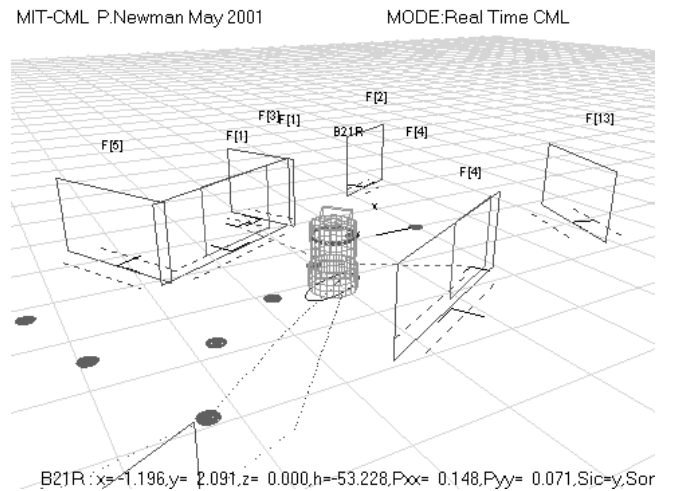 MIT-CML P.Newman May 2001
MODE:Real Time CML
F[2]
F[3]
F[1]
F[13]
B21R
F[1]
F[4]
F[5]
F[4]
x
B21R: x= -1.196,y= 2.091,z= 0.000,h=-53.228,Pxx= 0.148,Pyy= 0.071,Sic=y,Sor